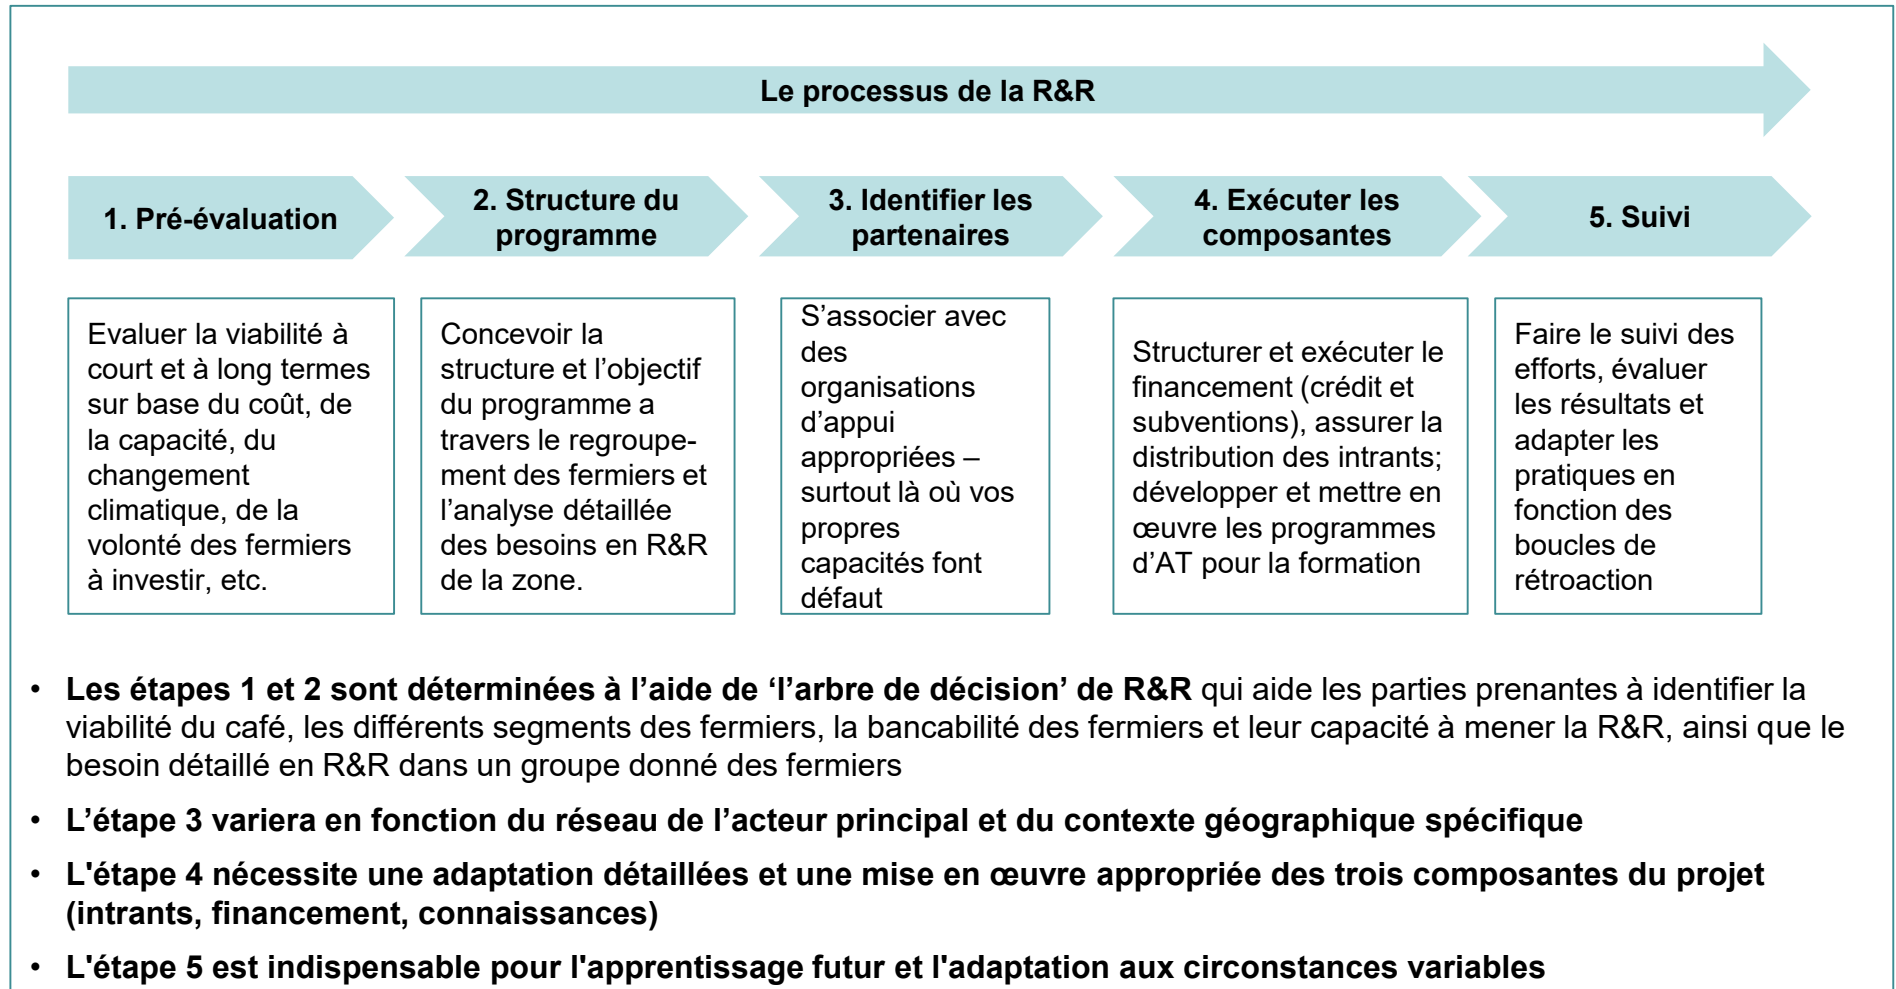 Le processus de la R&R
1. Pré-évaluation
2. Structure du
programme
3. Identifier les
partenaires
4. Exécuter les
composantes
5. Suivi
Evaluer la viabilité à
court et à long termes
sur base du coût, de
la capacité, du
changement
climatique, de la
volonté des fermiers
à investir, etc.
Concevoir la
structure et l’objectif
du programme a
travers le regroupe-
ment des fermiers et
l’analyse détaillée
des besoins en R&R
de la zone.
S’associer avec
des
organisations
d’appui
appropriées –
surtout là où vos
propres
capacités font
défaut
Structurer et exécuter le
financement (crédit et
subventions), assurer la
distribution des intrants;
développer et mettre en
œuvre les programmes
d’AT pour la formation
Faire le suivi des
efforts, évaluer
les résultats et
adapter les
pratiques en
fonction des
boucles de
rétroaction
• Les étapes 1 et 2 sont déterminées à l’aide de ‘l’arbre de décision’ de R&R qui aide les parties prenantes à identifier la
viabilité du café, les différents segments des fermiers, la bancabilité des fermiers et leur capacité à mener la R&R, ainsi que le
besoin détaillé en R&R dans un groupe donné des fermiers
• L’étape 3 variera en fonction du réseau de l’acteur principal et du contexte géographique spécifique
• L'étape 4 nécessite une adaptation détaillées et une mise en œuvre appropriée des trois composantes du projet
(intrants, financement, connaissances)
• L'étape 5 est indispensable pour l'apprentissage futur et l'adaptation aux circonstances variables